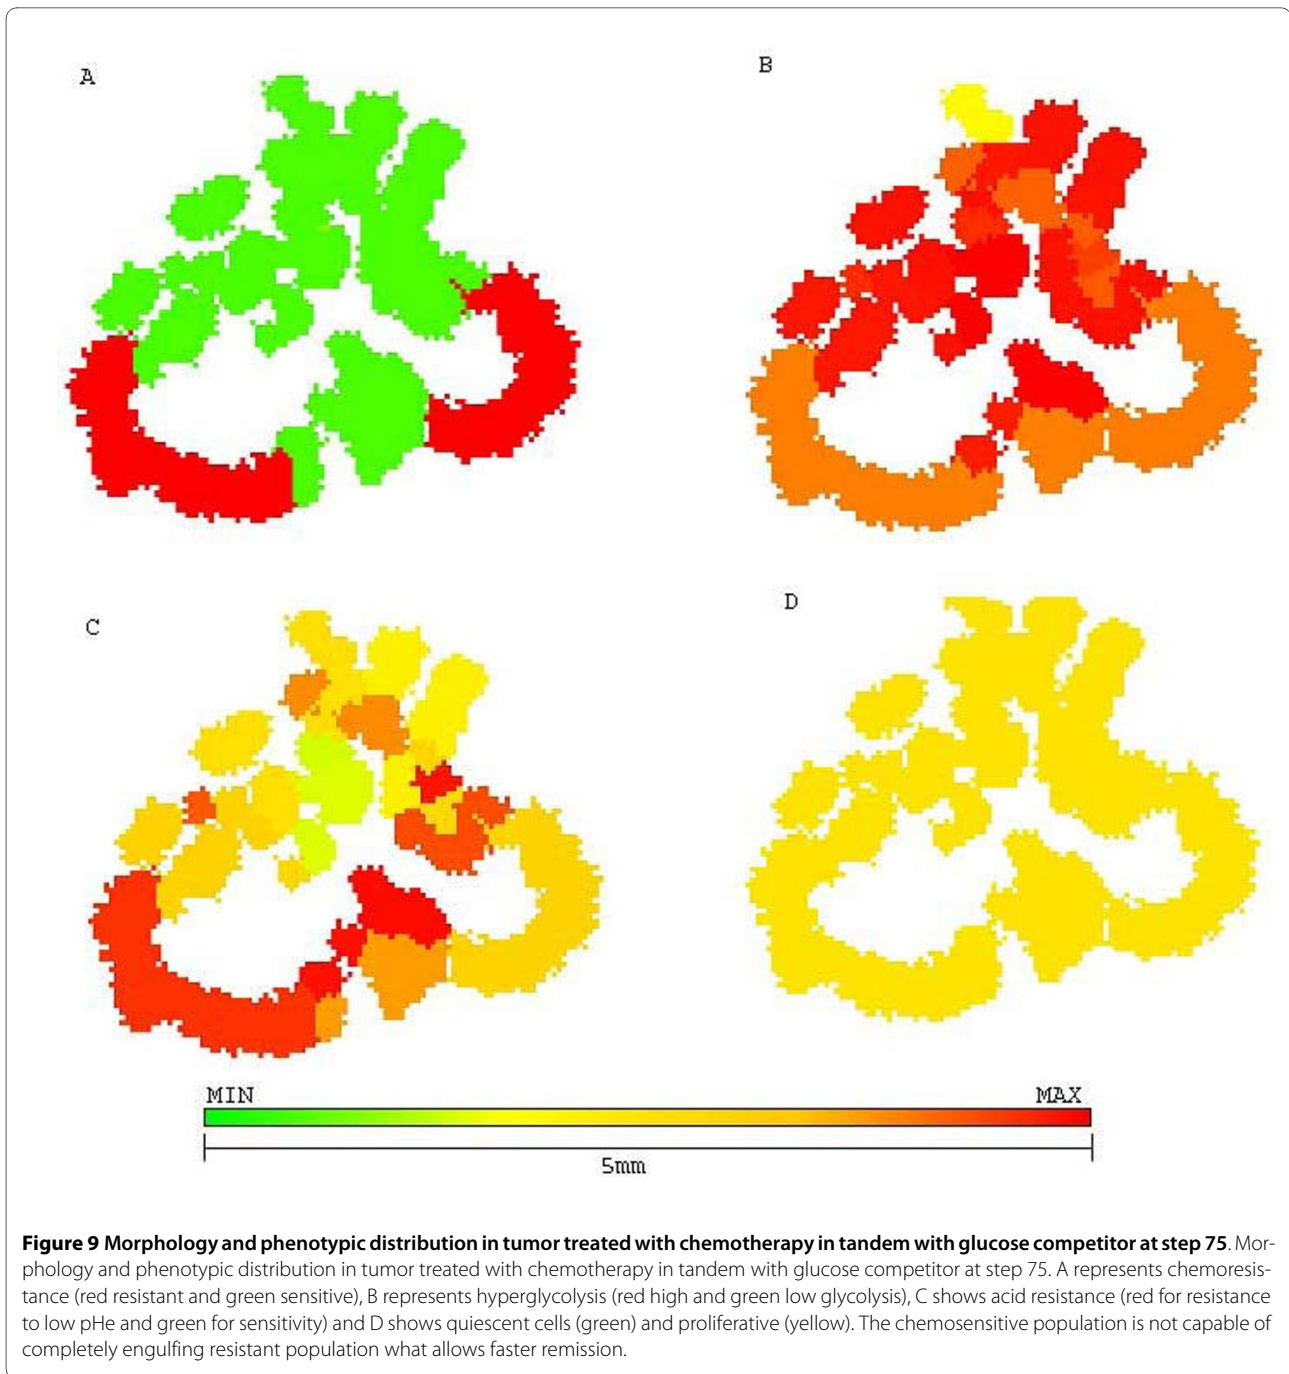 A
B
C
D
MIN
MAX
5mm
Figure 9 Morphology and phenotypic distribution in tumor treated with chemotherapy in tandem with glucose competitor at step 75. Mor-
phology and phenotypic distribution in tumor treated with chemotherapy in tandem with glucose competitor at step 75. A represents chemoresis-
tance (red resistant and green sensitive), B represents hyperglycolysis (red high and green low glycolysis), C shows acid resistance (red for resistance
to low pHe and green for sensitivity) and D shows quiescent cells (green) and proliferative (yellow). The chemosensitive population is not capable of
completely engulfing resistant population what allows faster remission.